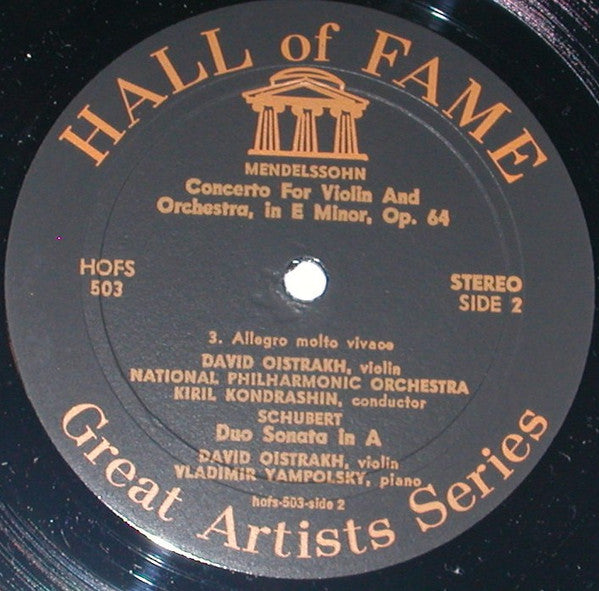 HALL of FAME
MENDELSSOHN
Concerto For Violin And
Orchestra, in E Minor, Op. 64
HOFS
503
STEREO
SIDE 2
3. Allegro molto vivace
DAVID OISTRAKH, violin
NATIONAL PHILHARMONIC ORCHESTRA
KIRIL KONDRASHIN, conductor
SCHUBERT
Duo Sonata in A
DAVID OISTRAKH, violin
VLADIMIR YAMPOLSKY, piano
hofs-503-side 2
Great Artists Series